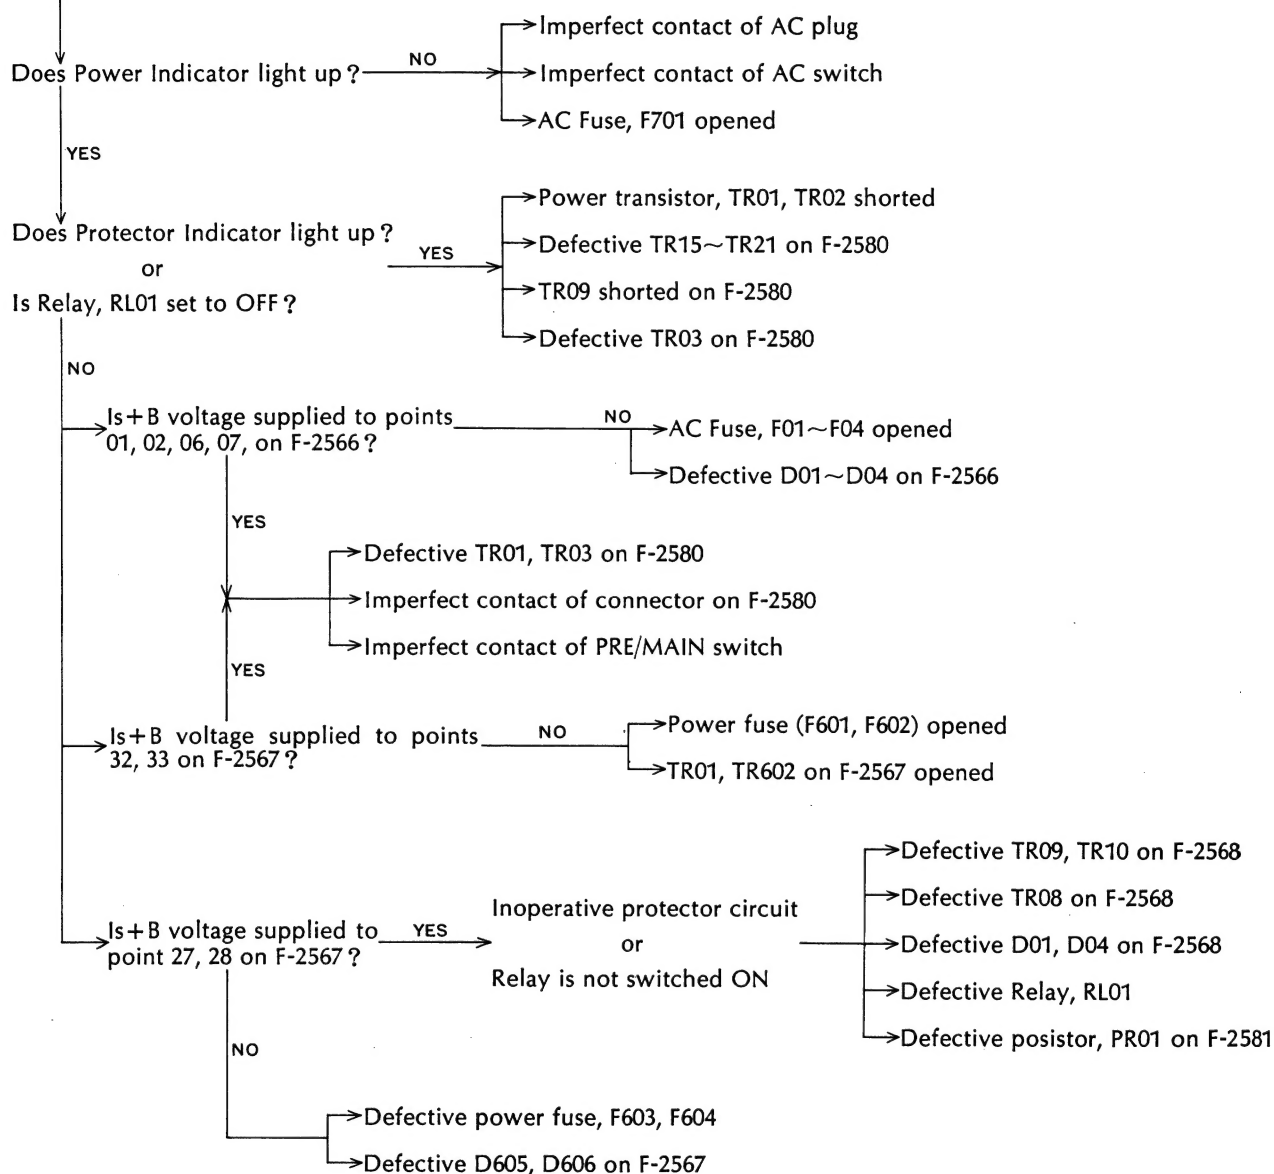 Imperfect contact of AC plug
Does Power Indicator light up?
NO
Imperfect contact of AC switch
AC Fuse, F701 opened
YES
Power transistor, TR01, TR02 shorted
Does Protector Indicator light up?
or
Is Relay, RL01 set to OFF?
YES
Defective TR15~TR21 on F-2580
TR09 shorted on F-2580
Defective TR03 on F-2580
NO
Is+B voltage supplied to points
01, 02, 06, 07, on F-2566?
NO
AC Fuse, F01~F04 opened
Defective D01~D04 on F-2566
YES
Defective TR01, TR03 on F-2580
Imperfect contact of connector on F-2580
Imperfect contact of PRE/MAIN switch
YES
Is+B voltage supplied to points
32, 33 on F-2567?
NO
Power fuse (F601, F602) opened
TR01, TR602 on F-2567 opened
Is+B voltage supplied to
point 27, 28 on F-2567?
YES
Inoperative protector circuit
or
Relay is not switched ON
Defective TR09, TR10 on F-2568
Defective TR08 on F-2568
Defective D01, D04 on F-2568
Defective Relay, RL01
Defective posistor, PR01 on F-2581
NO
Defective power fuse, F603, F604
Defective D605, D606 on F-2567